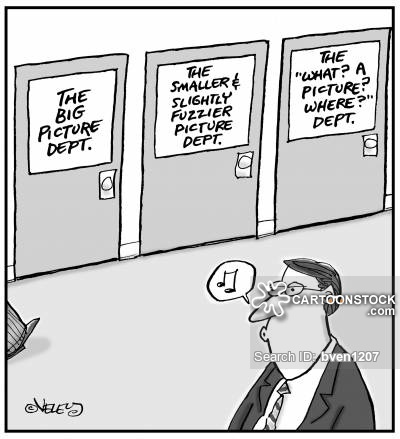 THE
BIG
PICTURE
DEPT.
THE
SMALLER &
SLIGHTLY
FUZZIER
PICTURE
DEPT.
THE
"WHAT? A
PICTURE?
WHERE?"
DEPT.
CARTOONSTOCK
.com
Search ID: bven1207
©VELEY